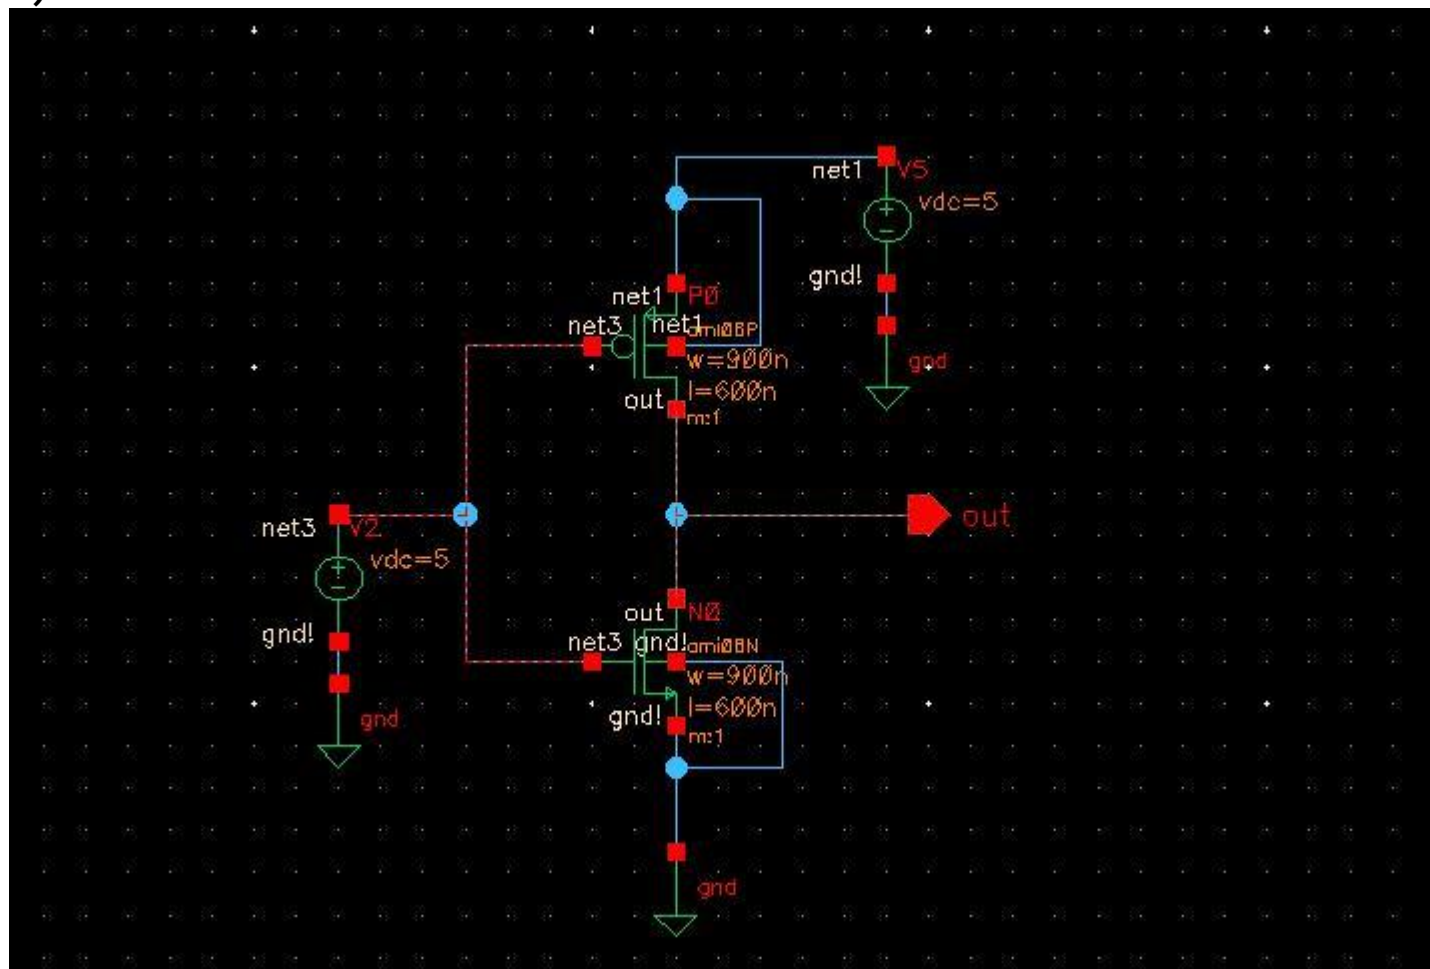 net1
V5
vdc=5
gnd!
gnd
net1
P0
net3
net1
ami06P
w=900n
l=600n
out
m:1
net3
V2
vdc=5
gnd!
gnd
out
out
N0
net3
gnd!
ami06N
w=900n
l=600n
gnd!
m:1
gnd